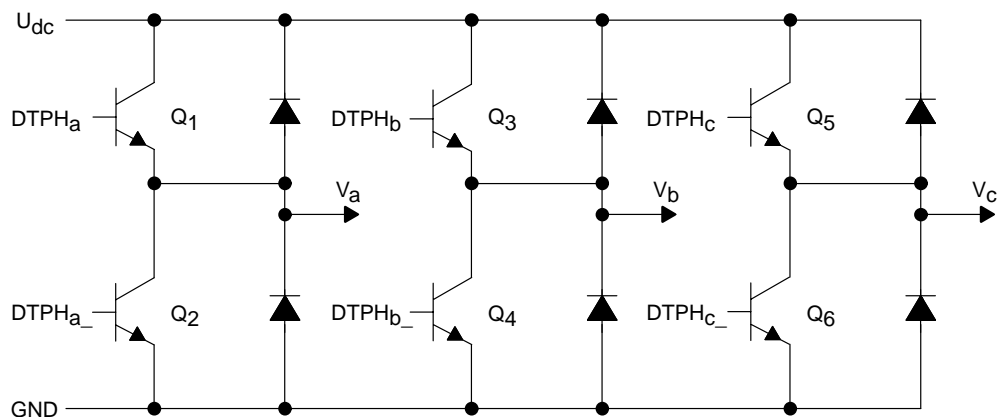 Udc
DTPHa Q1 DTPHb Q3 DTPHc Q5
Va Vb Vc
DTPHa_ Q2 DTPHb_ Q4 DTPHc_ Q6
GND